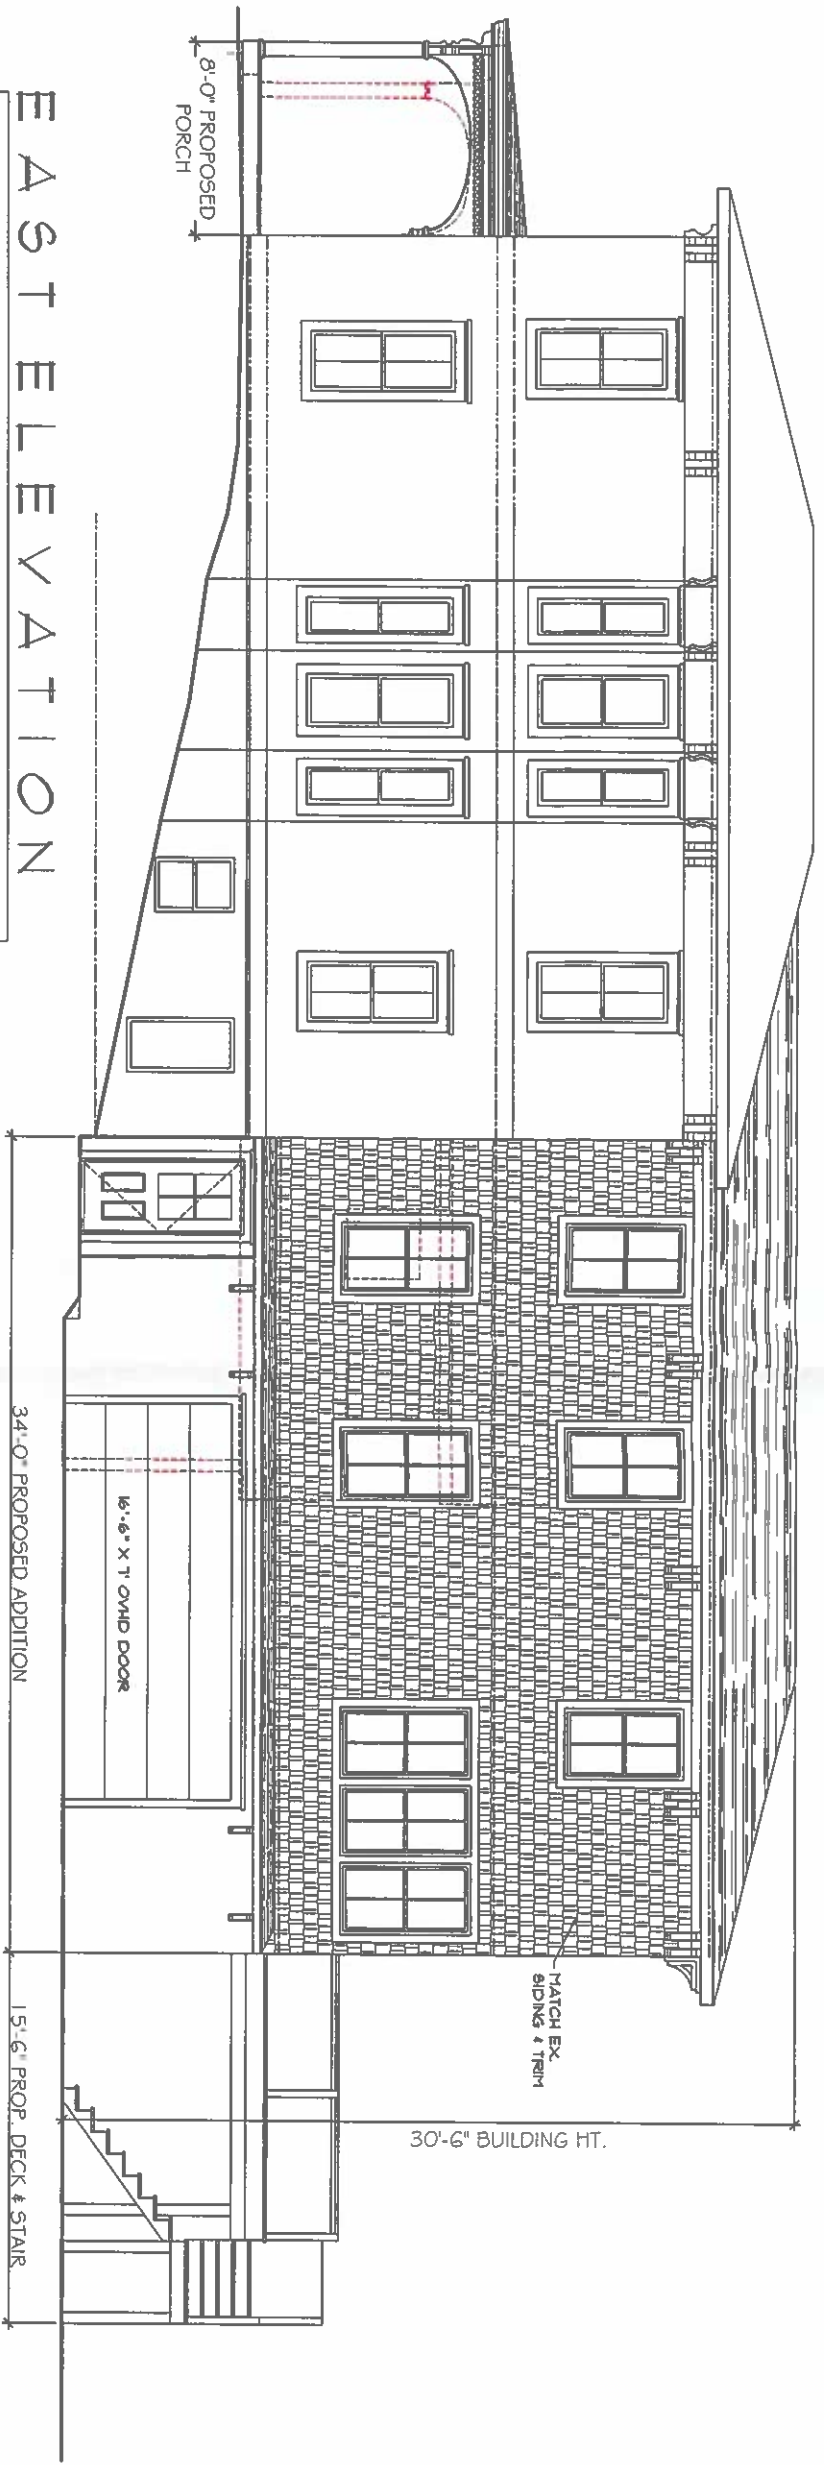 8'-0" PROPOSED
PORCH
EAST ELEVATION
16'-6" X 7' OVHD DOOR
34'-0" PROPOSED ADDITION
MATCH EX.
SIDING & TRIM
30'-6" BUILDING HT.
15'-6" PROP. DECK & STAIR